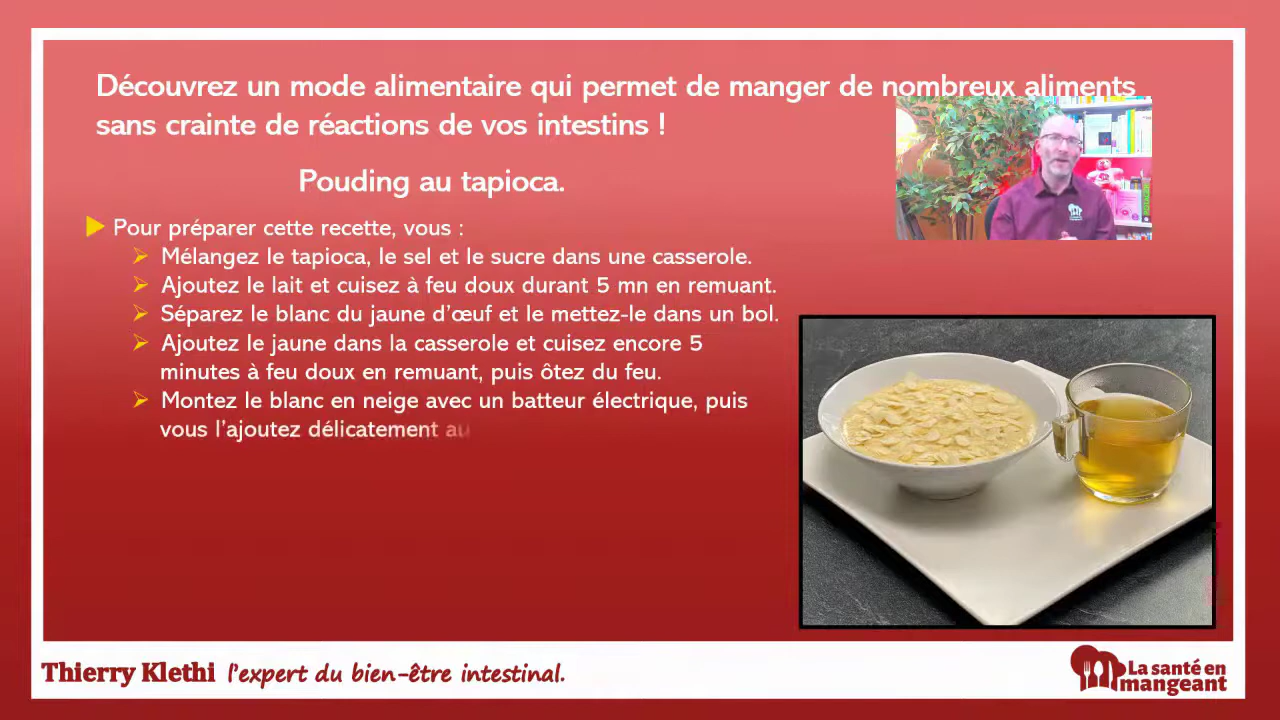 Découvrez un mode alimentaire qui permet de manger de nombreux aliments
sans crainte de réactions de vos intestins !
Pouding au tapioca.
Pour préparer cette recette, vous :
Mélangez le tapioca, le sel et le sucre dans une casserole.
Ajoutez le lait et cuisez à feu doux durant 5 mn en remuant.
Séparez le blanc du jaune d’œuf et le mettez-le dans un bol.
Ajoutez le jaune dans la casserole et cuisez encore 5
minutes à feu doux en remuant, puis ôtez du feu.
Montez le blanc en neige avec un batteur électrique, puis
vous l’ajoutez délicatement au
Thierry Klethi l’expert du bien-être intestinal.
La santé en
mangeant